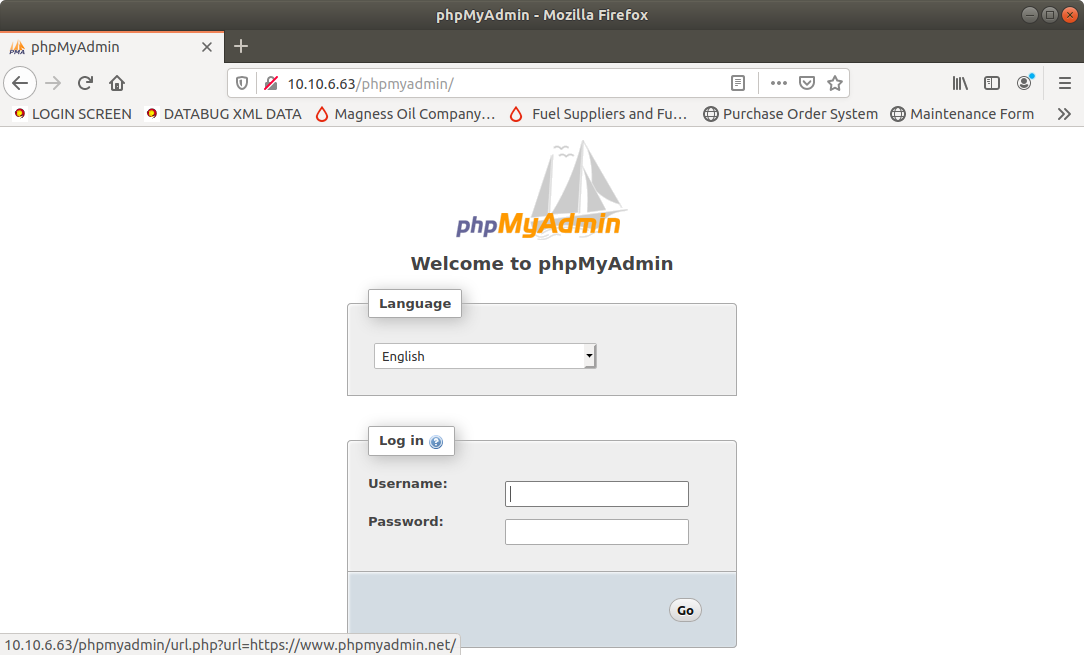 phpMyAdmin - Mozilla Firefox
PMA phpMyAdmin
10.10.6.63/phpmyadmin/
LOGIN SCREEN DATABUG XML DATA Magness Oil Company... Fuel Suppliers and Fu... Purchase Order System Maintenance Form
phpMyAdmin
Welcome to phpMyAdmin
Language
English
Log in
Username:
Password:
Go
10.10.6.63/phpmyadmin/url.php?url=https://www.phpmyadmin.net/